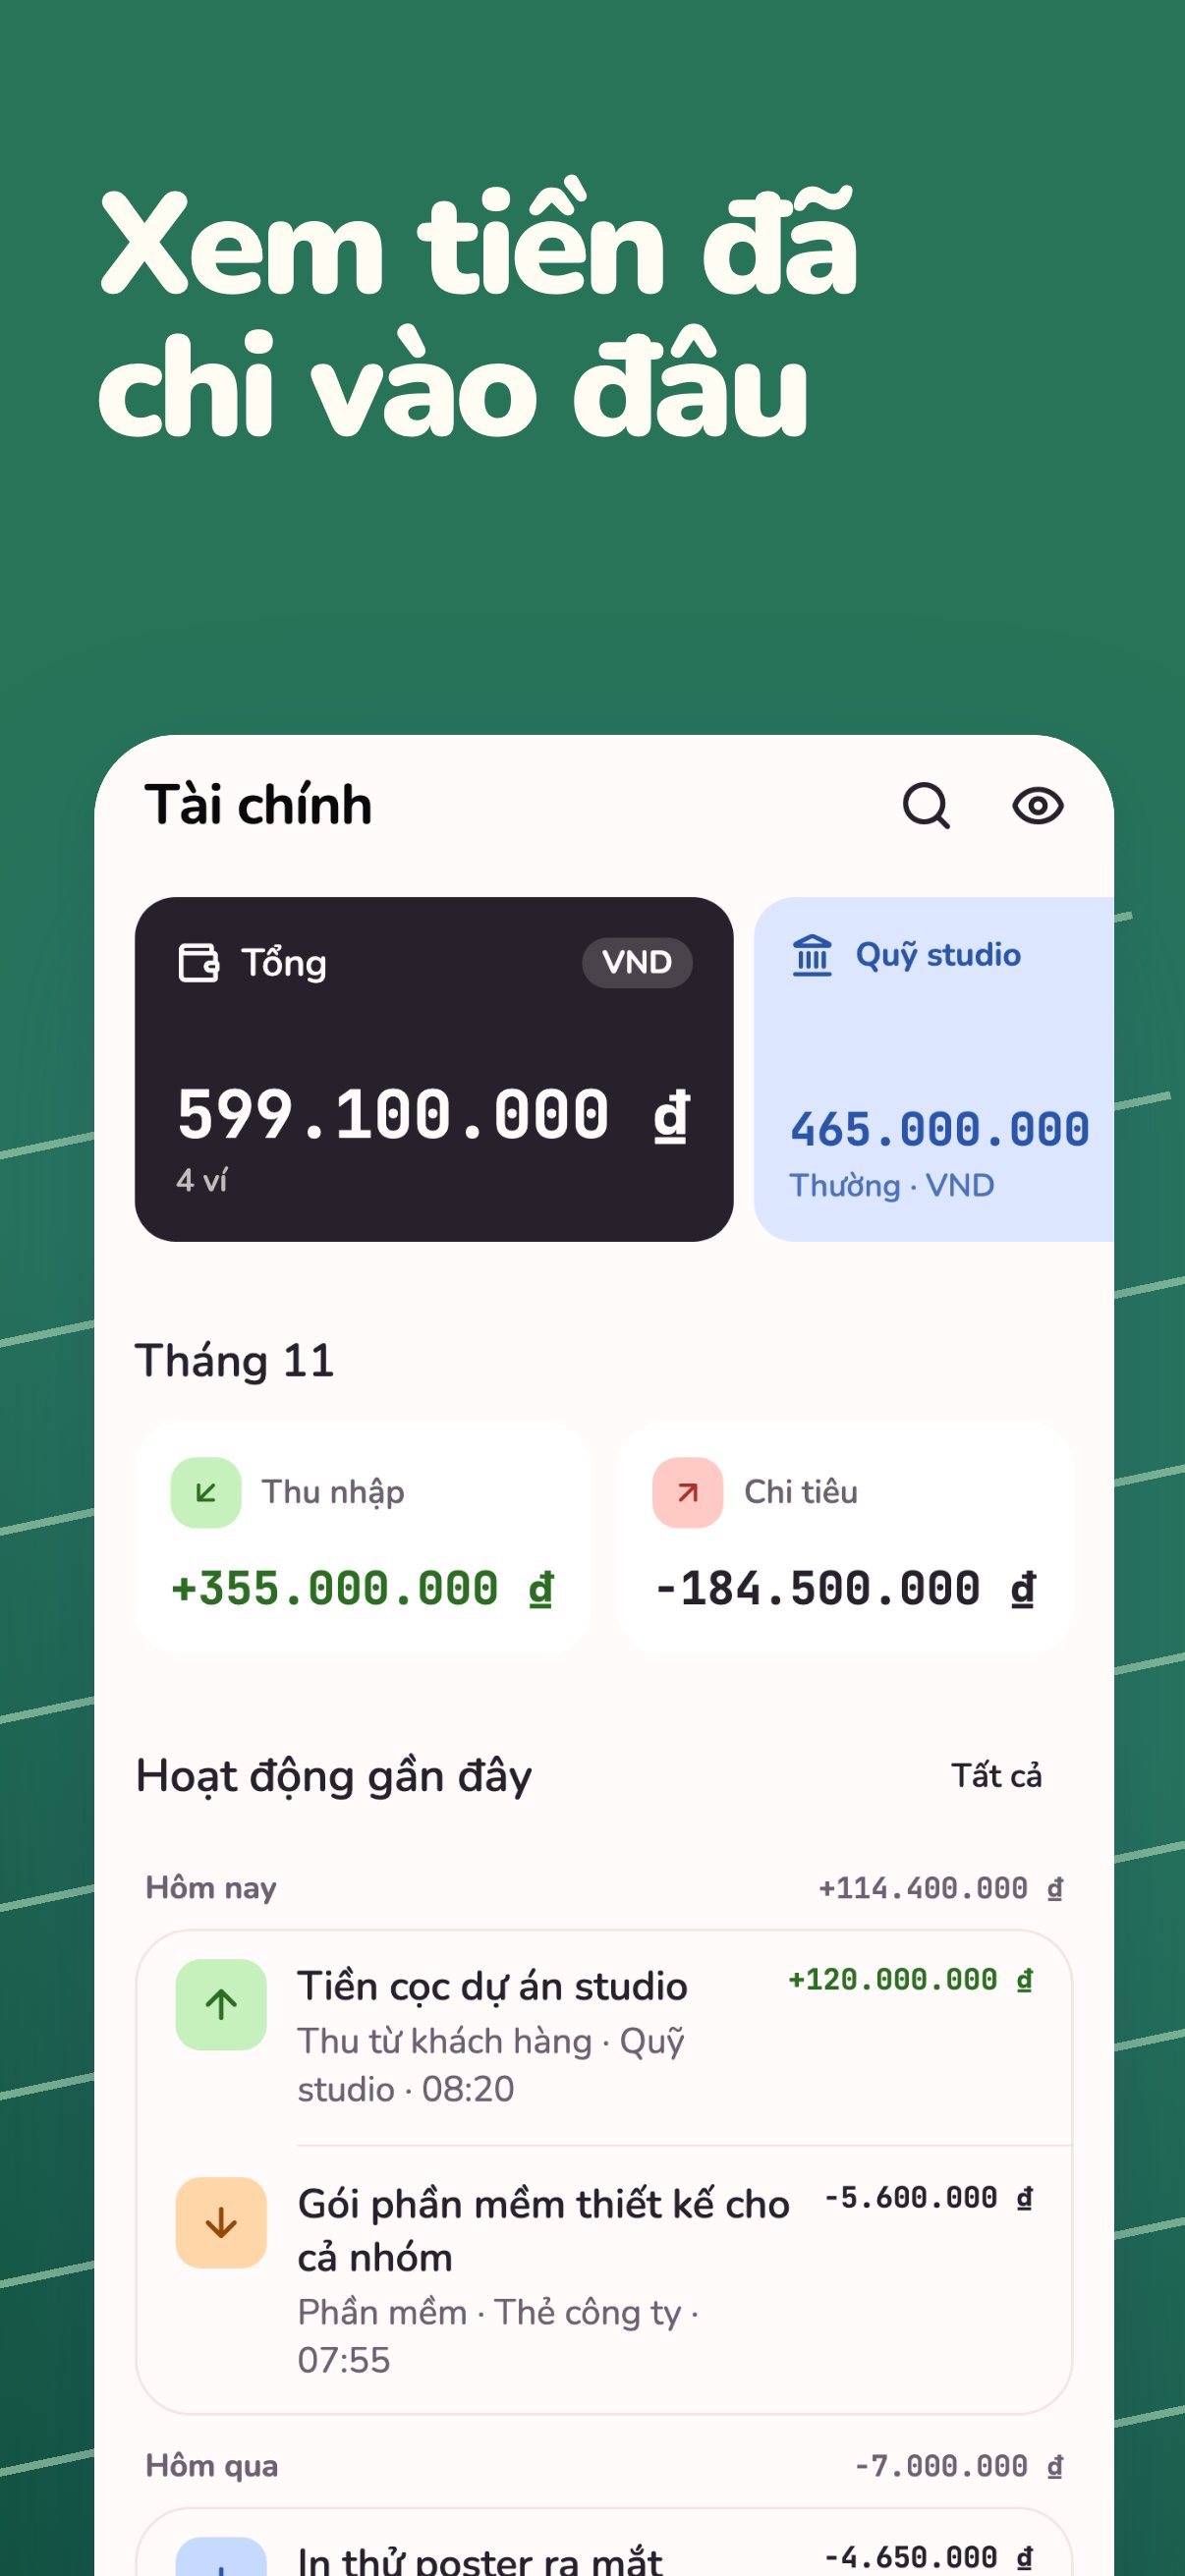 Xem tiền đã
chi vào đâu
Tài chính
Tổng
VND
599.100.000 ₫
4 ví
Quỹ studio
465.000.000
Thường · VND
Tháng 11
Thu nhập
+355.000.000 ₫
Chi tiêu
-184.500.000 ₫
Hoạt động gần đây
Tất cả
Hôm nay
+114.400.000 ₫
Tiền cọc dự án studio
+120.000.000 ₫
Thu từ khách hàng · Quỹ
studio · 08:20
Gói phần mềm thiết kế cho
cả nhóm
-5.600.000 ₫
Phần mềm · Thẻ công ty ·
07:55
Hôm qua
-7.000.000 ₫
In thử poster ra mắt
-4.650.000 ₫